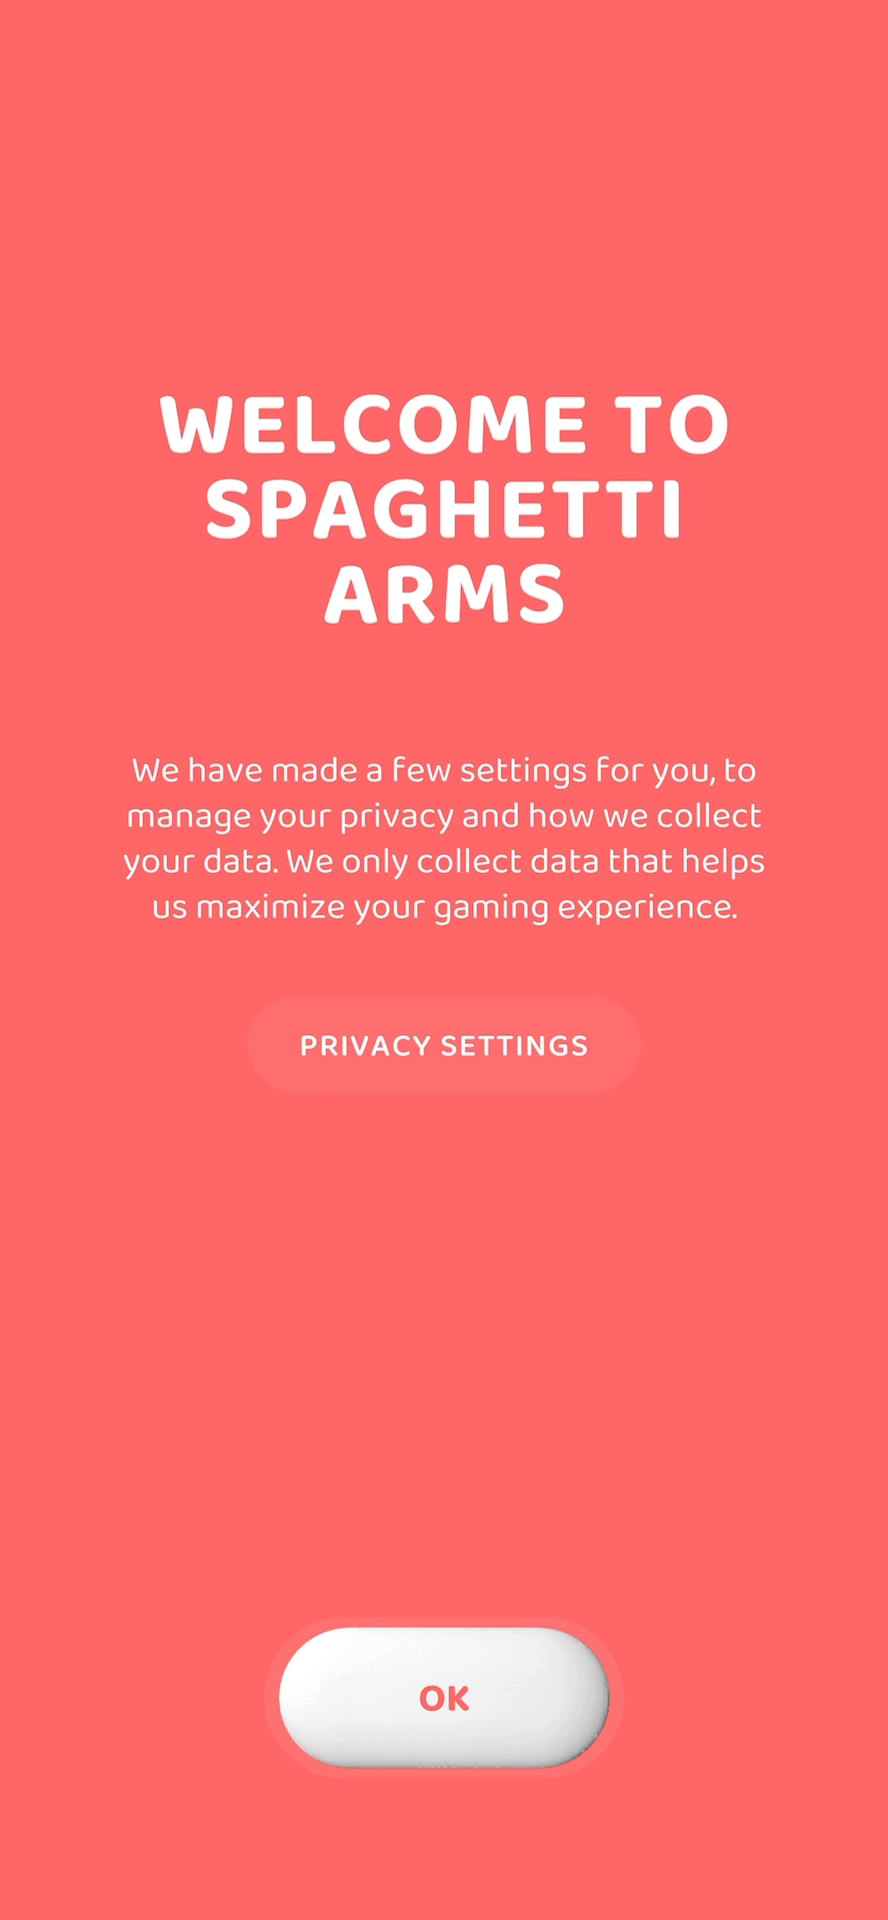 WELCOME TO
SPAGHETTI
ARMS
We have made a few settings for you, to
manage your privacy and how we collect
your data. We only collect data that helps
us maximize your gaming experience.
PRIVACY SETTINGS
OK